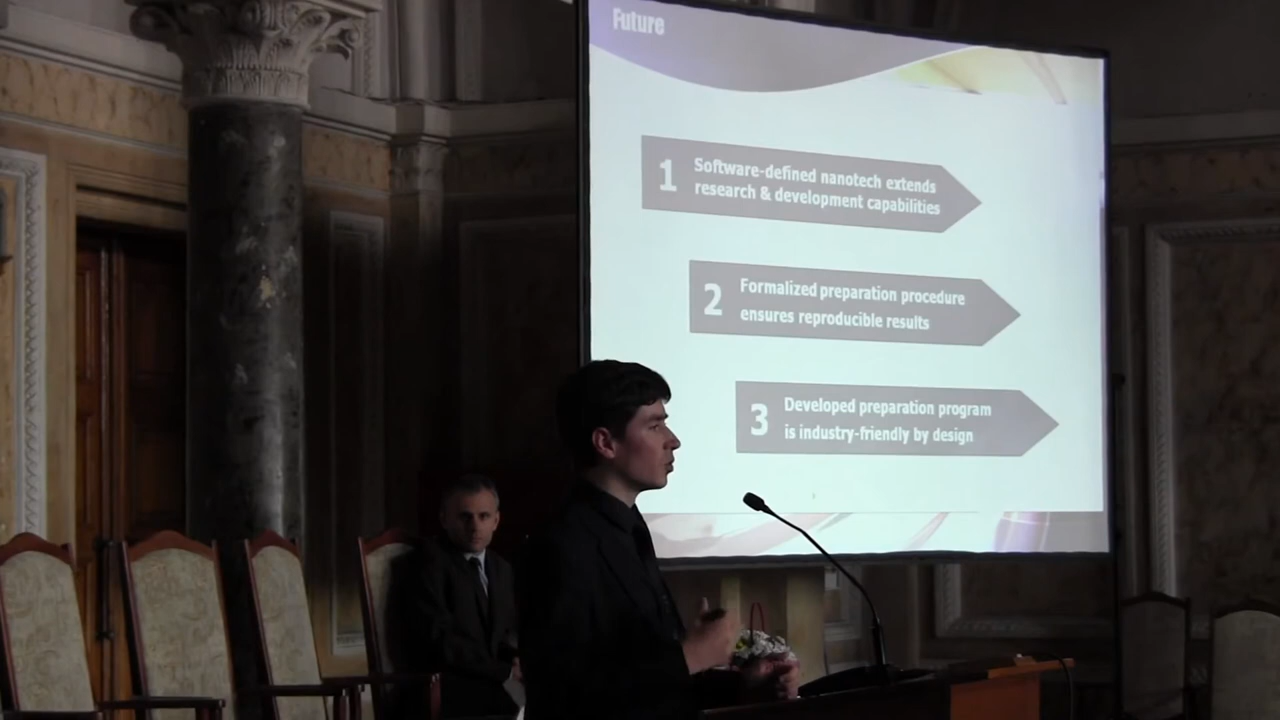 Future
1
Software-defined nanotech extends
research & development capabilities
2
Formalized preparation procedure
ensures reproducible results
3
Developed preparation program
is industry-friendly by design